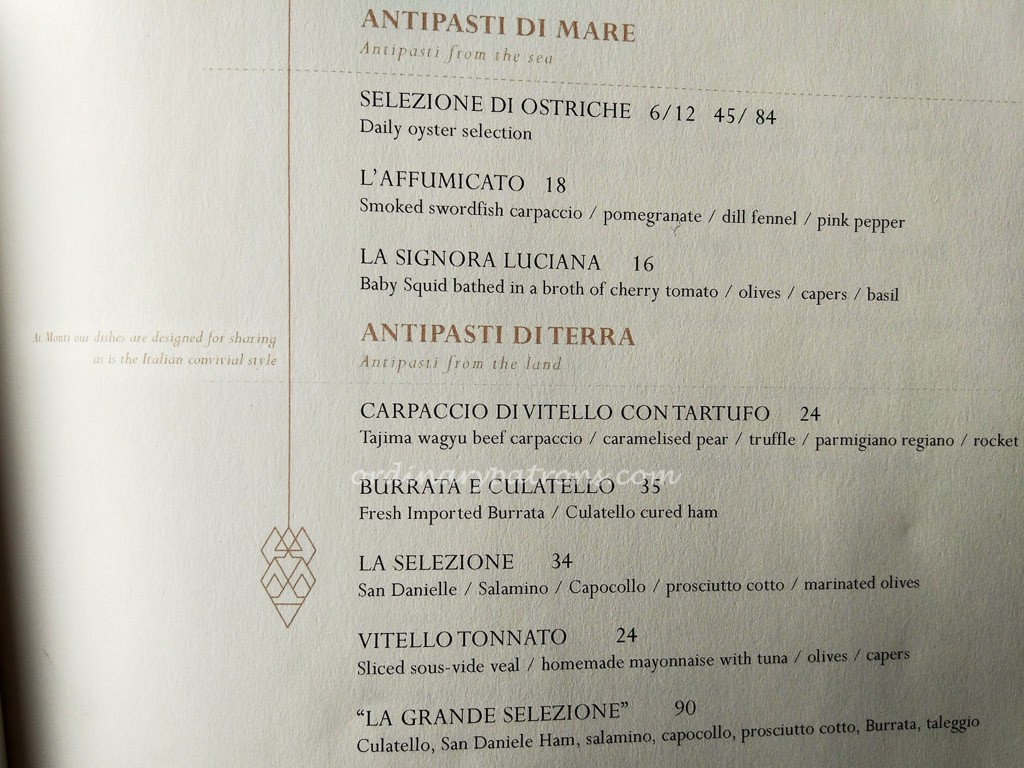 ANTIPASTI DI MARE
Antipasti from the sea
SELEZIONE DI OSTRICHE 6/12 45/ 84
Daily oyster selection
L'AFFUMICATO 18
Smoked swordfish carpaccio / pomegranate / dill fennel / pink pepper
LA SIGNORA LUCIANA 16
Baby Squid bathed in a broth of cherry tomato / olives / capers / basil
At Monti our dishes are designed for sharing
as is the Italian convivial style
ANTIPASTI DI TERRA
Antipasti from the land
CARPACCIO DI VITELLO CON TARTUFO 24
Tajima wagyu beef carpaccio / caramelised pear / truffle / parmigiano regiano / rocket
ordinarypatrons.com
BURRATA E CULATELLO 35
Fresh Imported Burrata / Culatello cured ham
LA SELEZIONE 34
San Danielle / Salamino / Capocollo / prosciutto cotto / marinated olives
VITELLO TONNATO 24
Sliced sous-vide veal / homemade mayonnaise with tuna / olives / capers
"LA GRANDE SELEZIONE" 90
Culatello, San Daniele Ham, salamino, capocollo, prosciutto cotto, Burrata, taleggio